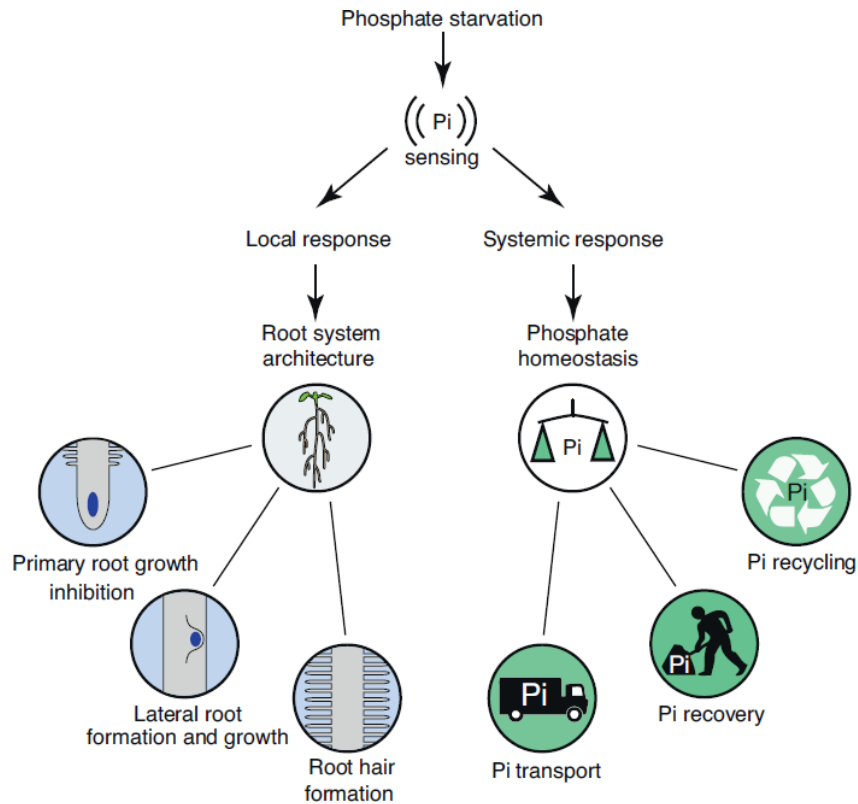 Phosphate starvation
Pi
sensing
Local response
Systemic response
Root system
architecture
Phosphate
homeostasis
Pi
Primary root growth
inhibition
Lateral root
formation and growth
Root hair
formation
Pi
Pi transport
Pi
Pi recovery
Pi
Pi recycling